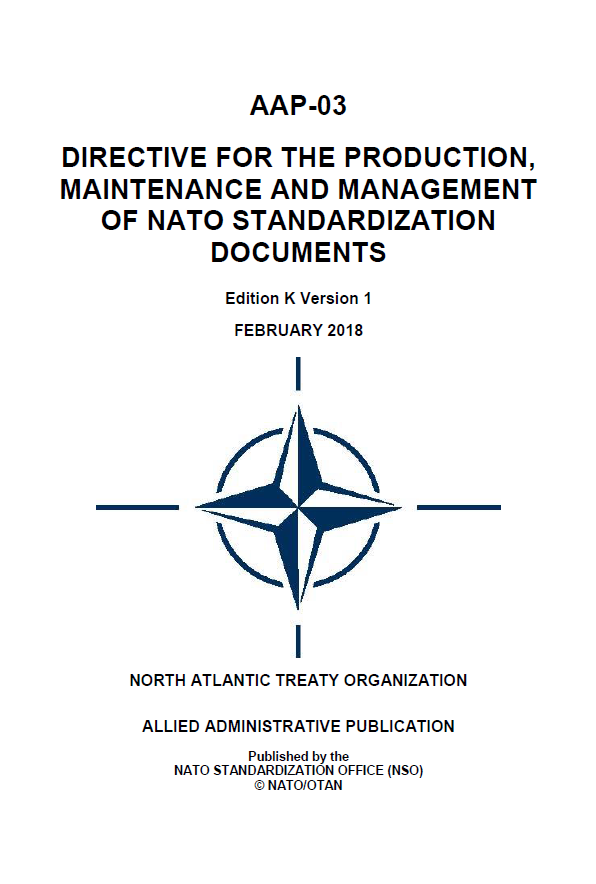 AAP-03
DIRECTIVE FOR THE PRODUCTION,
MAINTENANCE AND MANAGEMENT
OF NATO STANDARDIZATION
DOCUMENTS
Edition K Version 1
FEBRUARY 2018
NORTH ATLANTIC TREATY ORGANIZATION
ALLIED ADMINISTRATIVE PUBLICATION
Published by the
NATO STANDARDIZATION OFFICE (NSO)
© NATO/OTAN